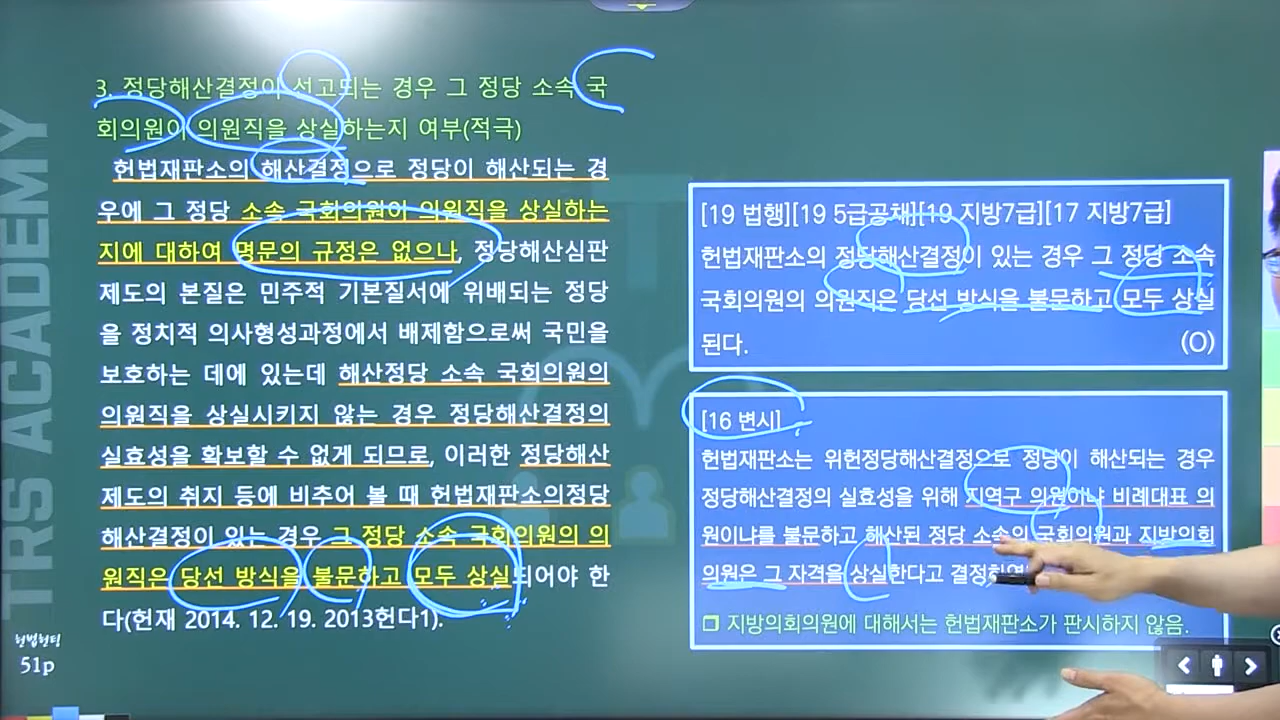 3. 정당해산결정이 선고되는 경우 그 정당 소속 국
회의원이 의원직을 상실하는지 여부(적극)
헌법재판소의 해산결정으로 정당이 해산되는 경
우에 그 정당 소속 국회의원이 의원직을 상실하는
지에 대하여 명문의 규정은 없으나, 정당해산심판
제도의 본질은 민주적 기본질서에 위배되는 정당
을 정치적 의사형성과정에서 배제함으로써 국민을
보호하는 데에 있는데 해산정당 소속 국회의원의
의원직을 상실시키지 않는 경우 정당해산결정의
실효성을 확보할 수 없게 되므로, 이러한 정당해산
제도의 취지 등에 비추어 볼 때 헌법재판소의정당
해산결정이 있는 경우 그 정당 소속 국회의원의 의
원직은 당선 방식을 불문하고 모두 상실되어야 한
다(헌재 2014. 12. 19. 2013헌다1).
[19 법행][19 5급공채][19 지방7급][17 지방7급]
헌법재판소의 정당해산결정이 있는 경우 그 정당 소속
국회의원의 의원직은 당선 방식을 불문하고 모두 상실
된다. (O)
[16 변시]
헌법재판소는 위헌정당해산결정으로 정당이 해산되는 경우
정당해산결정의 실효성을 위해 지역구 의원이냐 비례대표 의
원이냐를 불문하고 해산된 정당 소속의 국회의원과 지방의회
의원은 그 자격을 상실한다고
❒ 지방의회의원에 대해서는 헌법재판소가 판시하지 않음.
TRS ACADEMY
헌법헌팅
51p